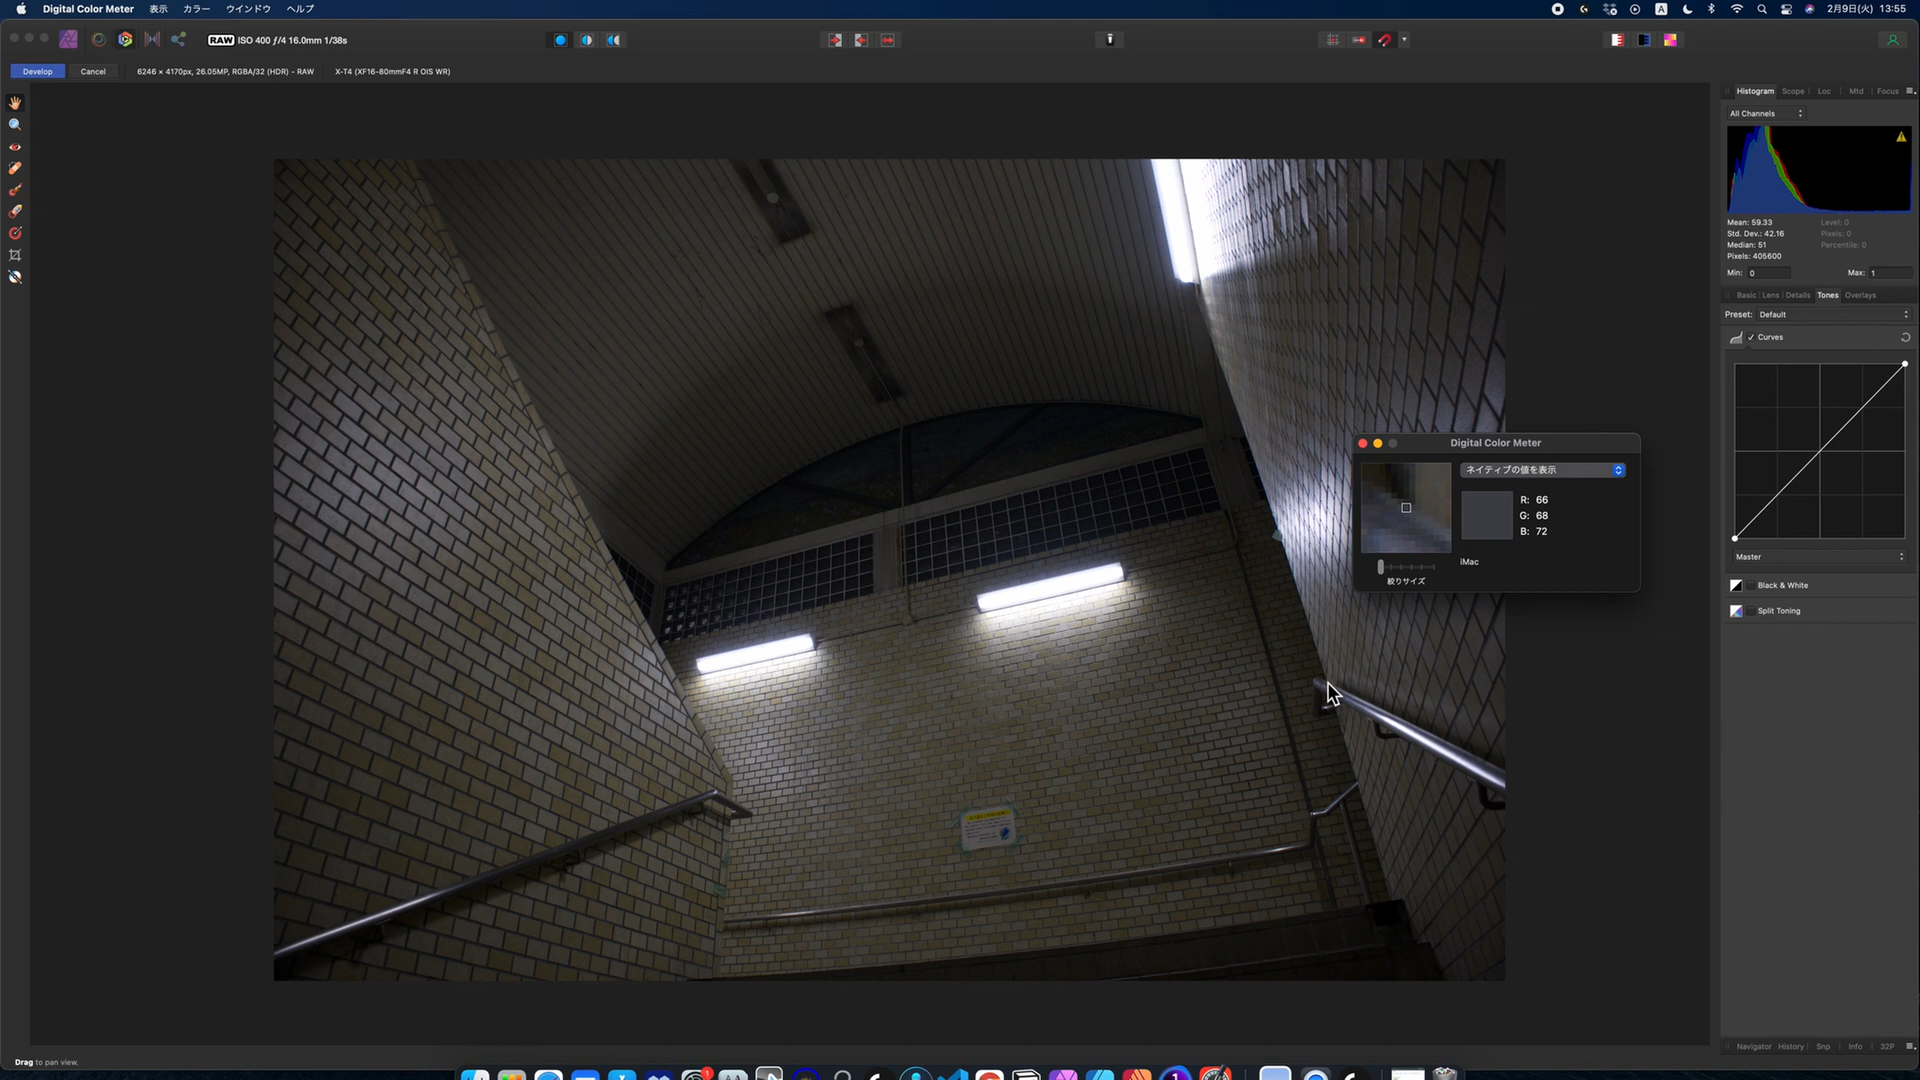 Digital Color Meter 表示 カラー ウインドウ ヘルプ A 2月9日(火) 13:55
RAW ISO 400 ƒ/4 16.0mm 1/38s
Develop Cancel 6246 × 4170px, 26.05MP, RGBA/32 (HDR) - RAW X-T4 (XF16-80mmF4 R OIS WR)
Histogram Scope Loc Mtd Focus
All Channels
Mean: 59.33 Level: 0
Std. Dev.: 42.16 Pixels: 0
Median: 51 Percentile: 0
Pixels: 405600
Min: 0 Max: 1
Basic Lens Details Tones Overlays
Preset: Default
Curves
Master
Black & White
Split Toning
Digital Color Meter
ネイティブの値を表示
R: 66
G: 68
B: 72
iMac
絞りサイズ
Navigator History Snp Info 32P
Drag to pan view.
1